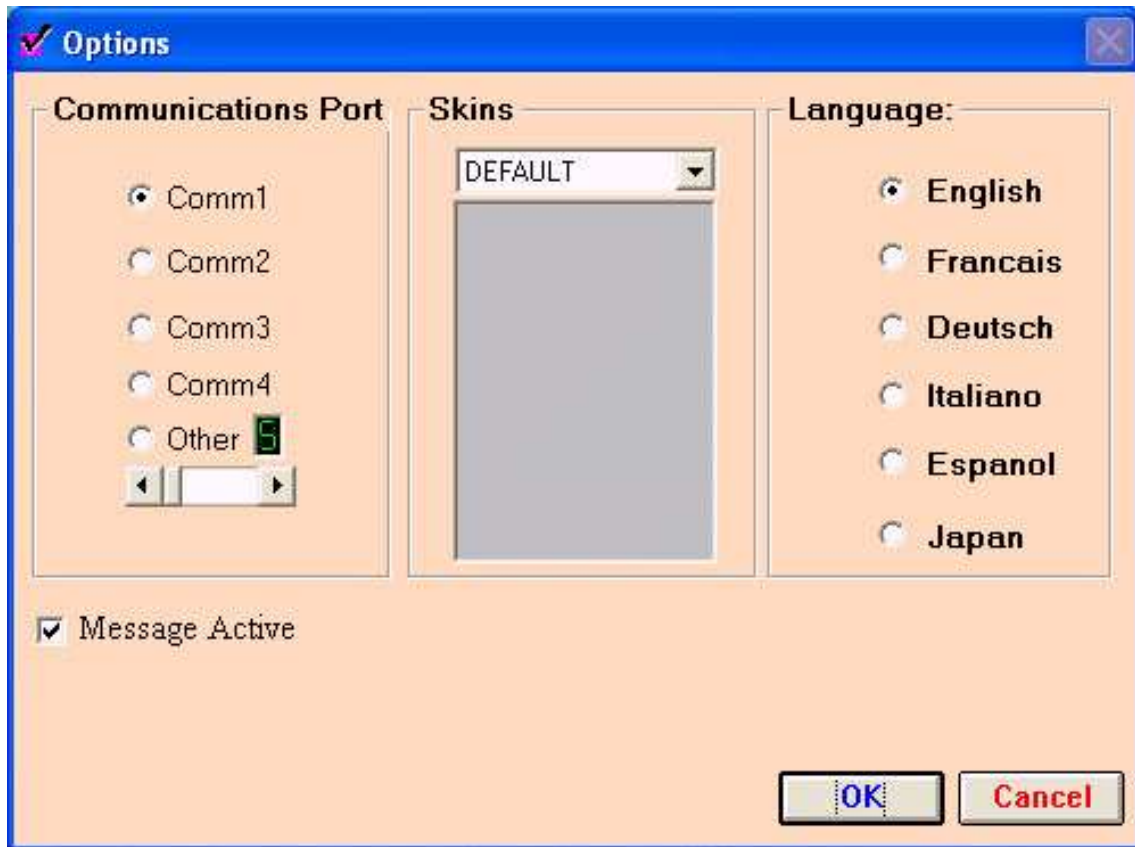 Options
Communications Port
Comm1
Comm2
Comm3
Comm4
Other 5
Skins
DEFAULT
Language:
English
Francais
Deutsch
Italiano
Espanol
Japan
Message Active
OK
Cancel